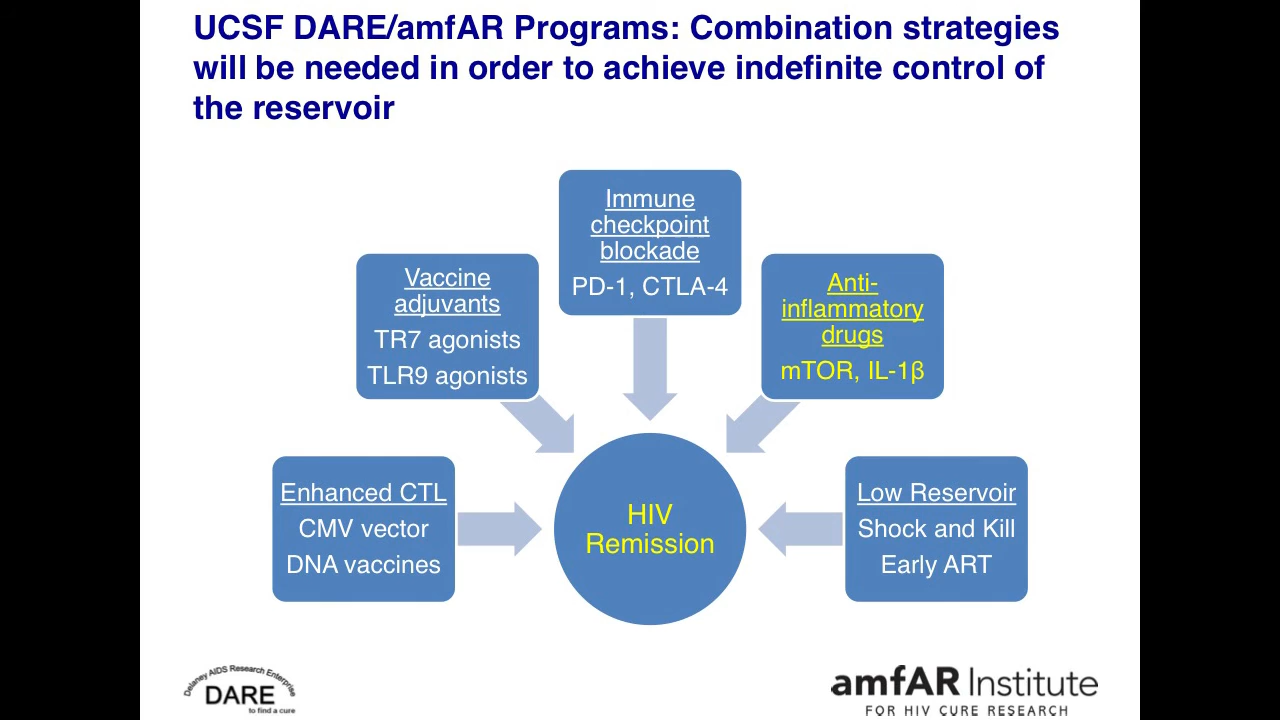 UCSF DARE/amfAR Programs: Combination strategies
will be needed in order to achieve indefinite control of
the reservoir
Immune
checkpoint
blockade
PD-1, CTLA-4
Vaccine
adjuvants
TR7 agonists
TLR9 agonists
Anti-
inflammatory
drugs
mTOR, IL-1β
Enhanced CTL
CMV vector
DNA vaccines
HIV
Remission
Low Reservoir
Shock and Kill
Early ART
Delaney AIDS Research Enterprise
DARE
to find a cure
amfAR Institute
FOR HIV CURE RESEARCH